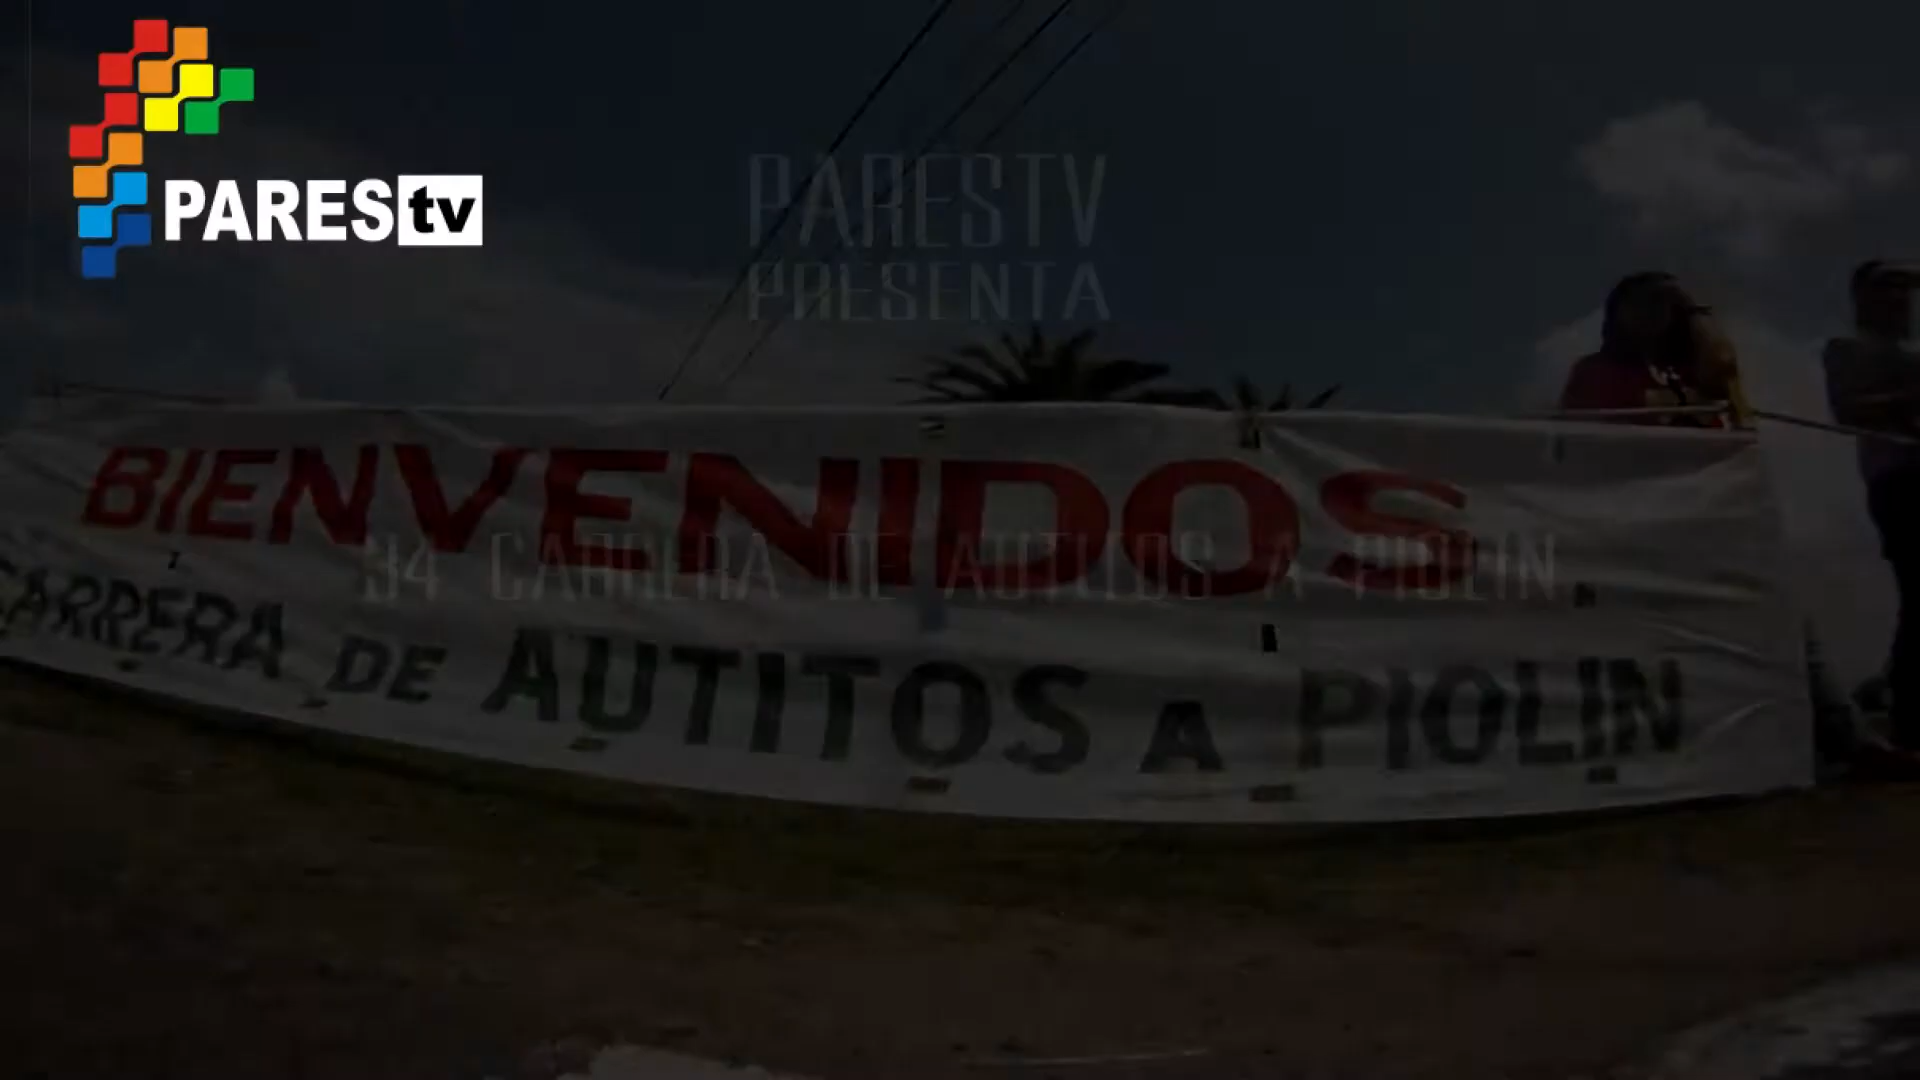 PARES tv
PARESTV
PRESENTA
BIENVENIDOS
34 CARRERA DE AUTITOS A PIOLIN
CARRERA DE AUTITOS A PIOLIN